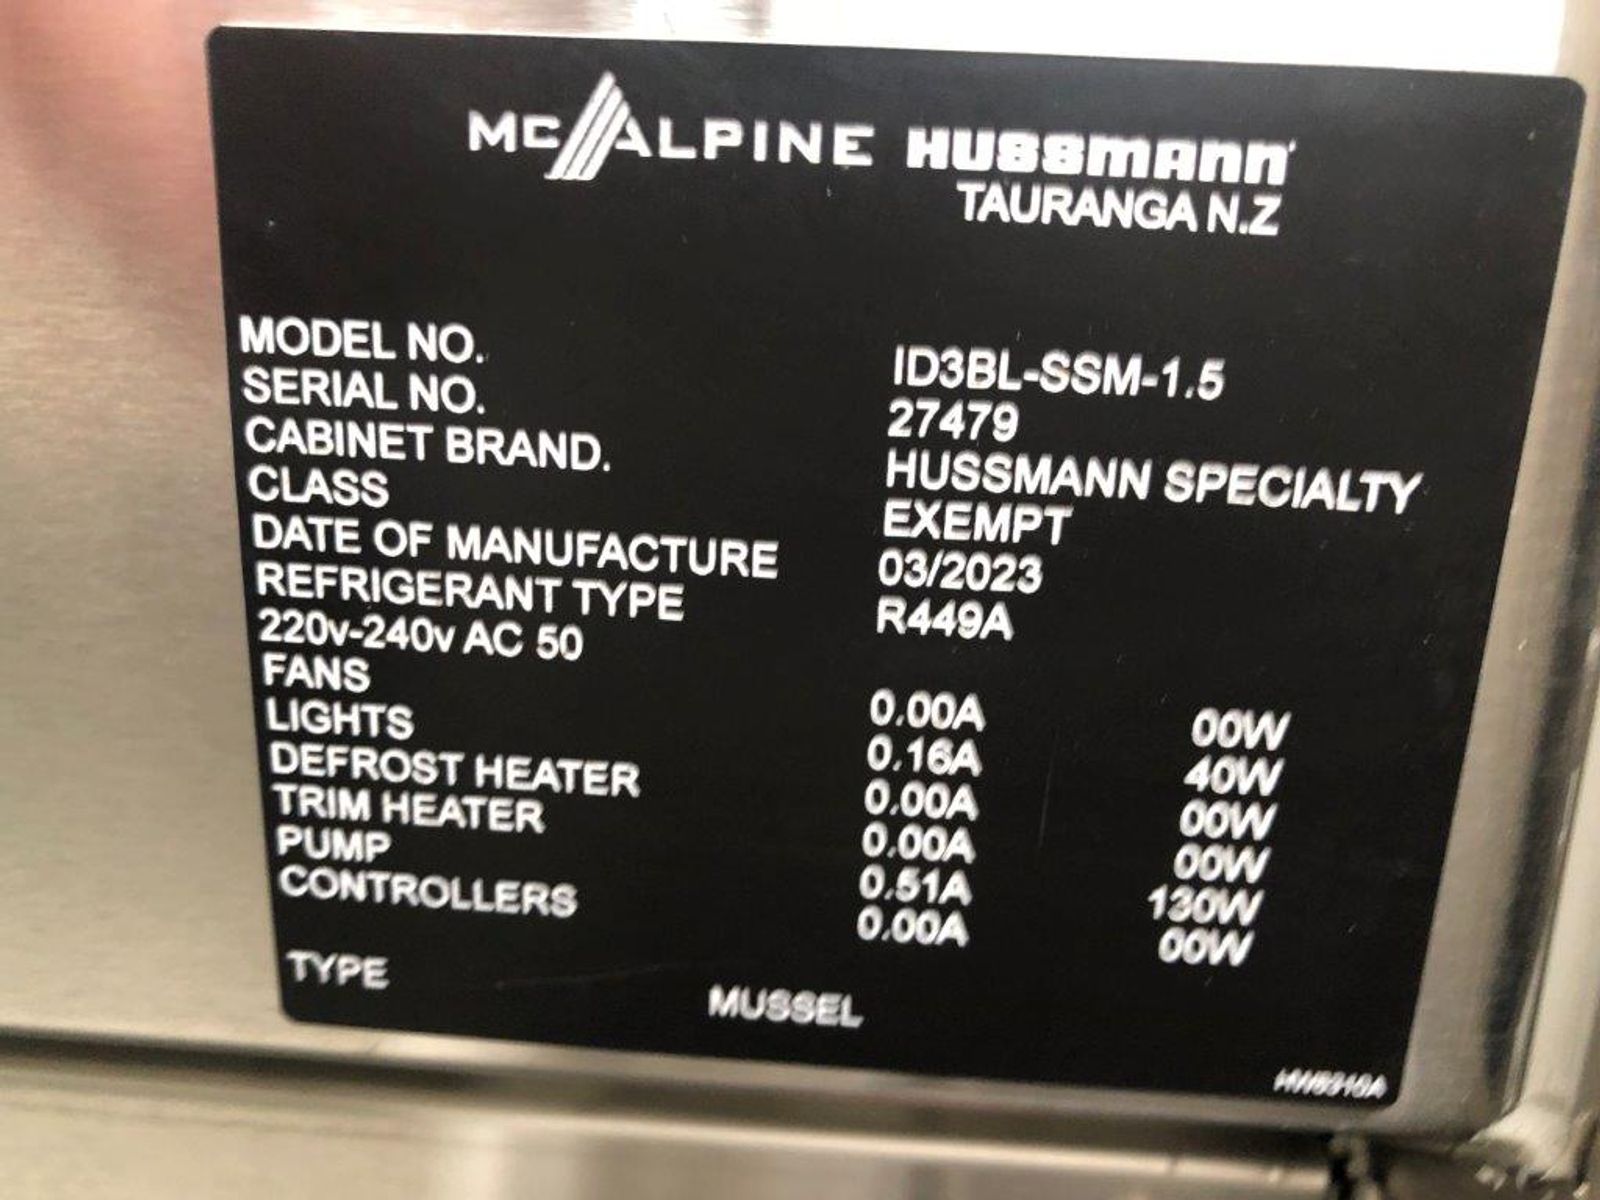 MCALPINE HUSSMANN
TAURANGA N.Z
MODEL NO. ID3BL-SSM-1.5
SERIAL NO. 27479
CABINET BRAND. HUSSMANN SPECIALTY
CLASS EXEMPT
DATE OF MANUFACTURE 03/2023
REFRIGERANT TYPE R449A
220v-240v AC 50
FANS 0.00A 00W
LIGHTS 0.16A 40W
DEFROST HEATER 0.00A 00W
TRIM HEATER 0.00A 00W
PUMP 0.51A 130W
CONTROLLERS 0.00A 00W
TYPE MUSSEL